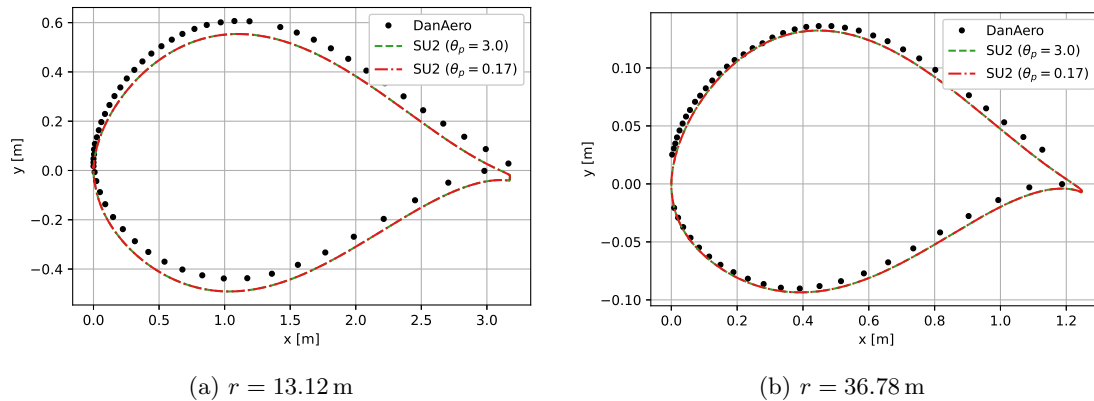 0.6
0.4
0.2
0.0
−0.2
−0.4
y [m]
0.0 0.5 1.0 1.5 2.0 2.5 3.0
x [m]
DanAero
SU2 (θp = 3.0)
SU2 (θp = 0.17)
(a) r = 13.12 m
0.10
0.05
0.00
−0.05
−0.10
y [m]
0.0 0.2 0.4 0.6 0.8 1.0 1.2
x [m]
DanAero
SU2 (θp = 3.0)
SU2 (θp = 0.17)
(b) r = 36.78 m